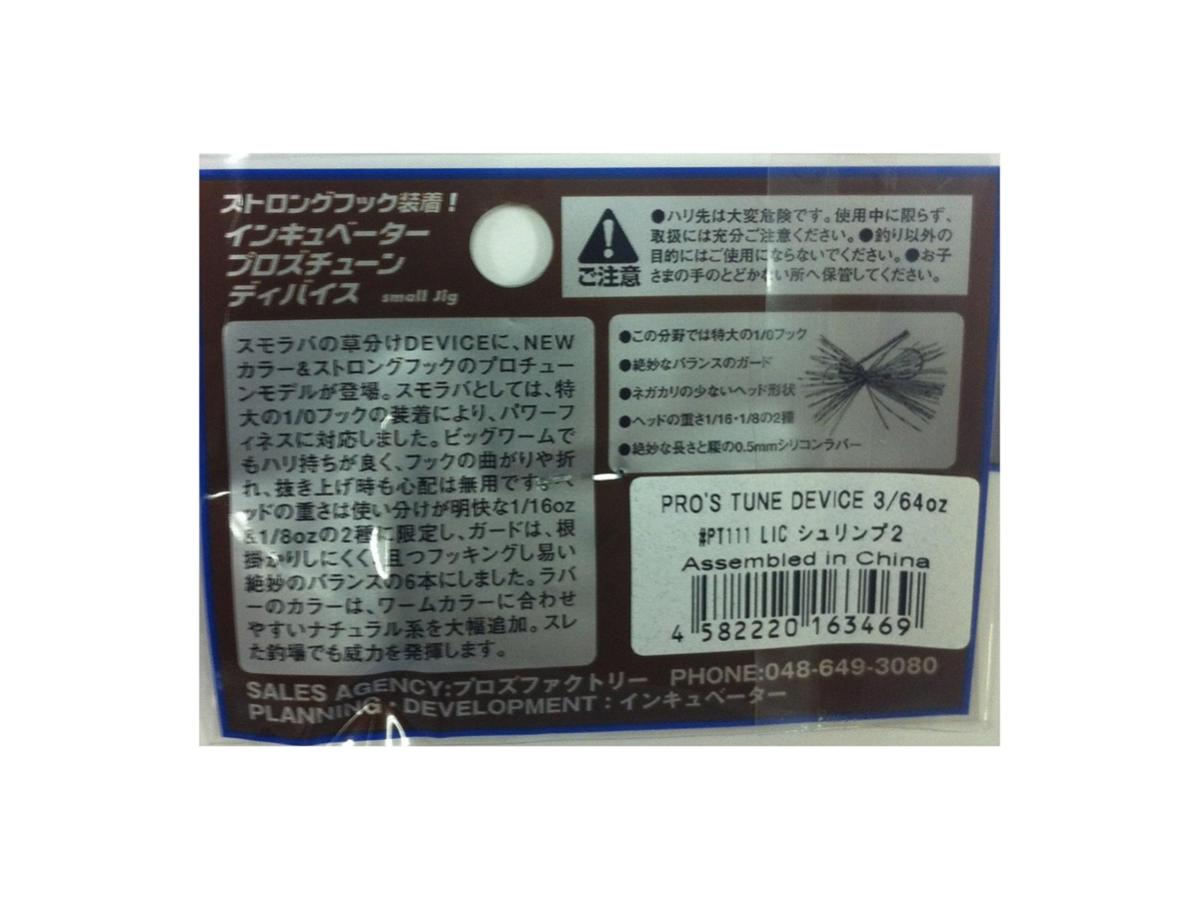 ストロングフック装着!
インキュベーター
プロズチューン
ディバイス small Jig
ご注意
●ハリ先は大変危険です。使用中に限らず、
取扱には充分ご注意ください。●釣り以外の
目的にはご使用にならないでください。●お子
さまの手のとどかない所へ保管してください。
スモラバの草分けDEVICEに、NEW
カラー&ストロングフックのプロチュー
ンモデルが登場。スモラバとしては、特
大の1/0フックの装着により、パワーフ
ィネスに対応しました。ビッグワームで
もハリ持ちが良く、フックの曲がりや折
れ、抜き上げ時も心配は無用です。ヘ
ッドの重さは使い分けが明快な1/16oz
&1/8ozの2種に限定し、ガードは、根
掛かりしにくく、且つフッキングし易い
絶妙のバランスの6本にしました。ラバ
ーのカラーは、ワームカラーに合わせ
やすいナチュラル系を大幅追加。スレ
た釣場でも威力を発揮します。
●この分野では特大の1/0フック
●絶妙なバランスのガード
●ネガカリの少ないヘッド形状
●ヘッドの重さ1/16・1/8の2種
●絶妙な長さと腰の0.5mmシリコンラバー
PRO'S TUNE DEVICE 3/64oz
#PT111 LIC シュリンプ2
Assembled in China
4 582220 163469
SALES AGENCY:プロズファクトリー PHONE:048-649-3080
PLANNING・DEVELOPMENT:インキュベーター